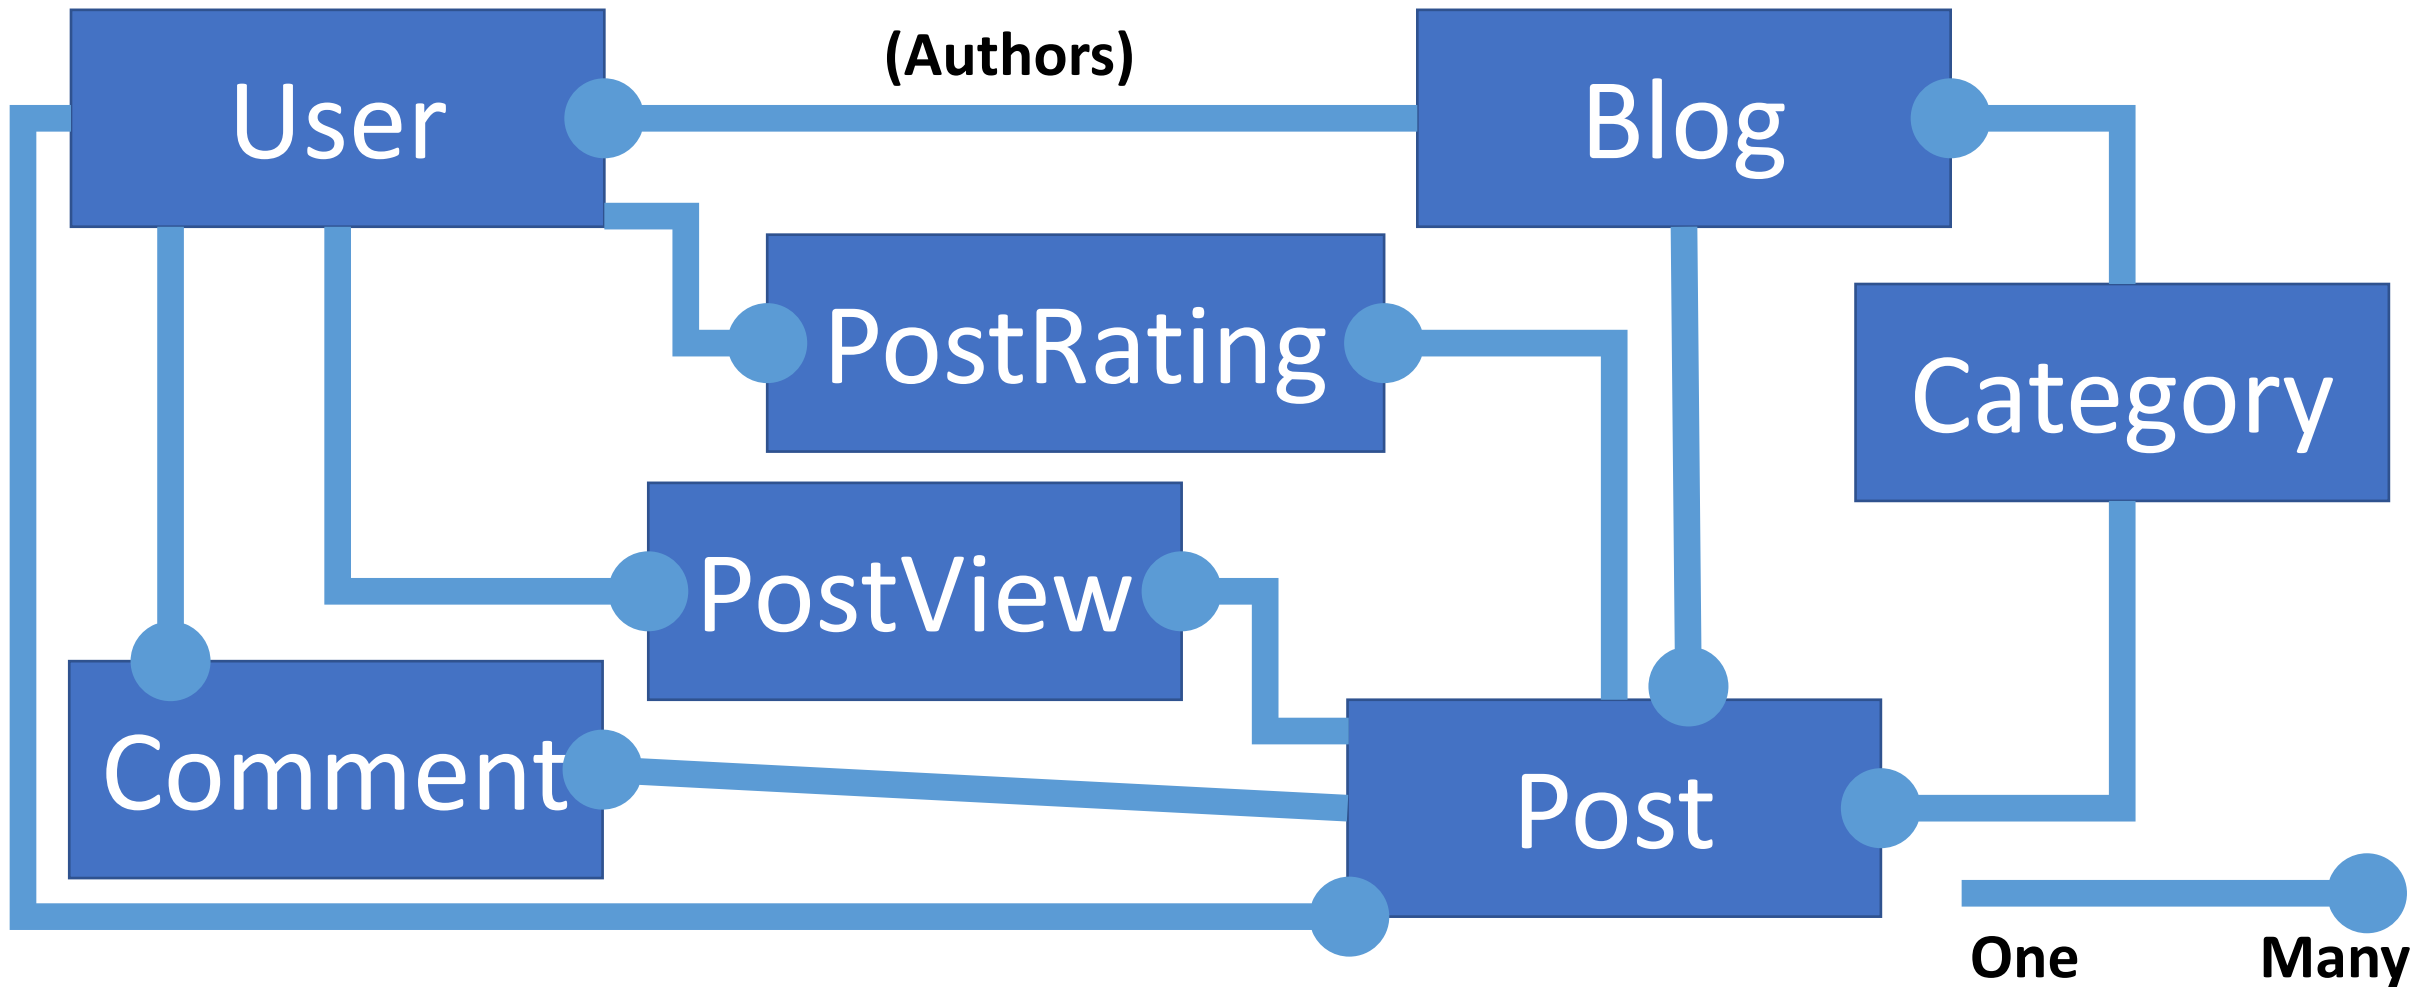 User
(Authors)
Blog
PostRating
Category
PostView
Comment
Post
One
Many